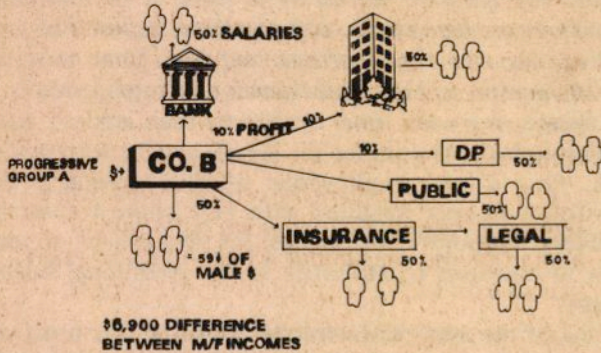 50% SALARIES
BANK
50%
10% PROFIT 10%
PROGRESSIVE
GROUP A
$→
CO. B
10%
D.P.
50%
PUBLIC
50%
50%
INSURANCE
LEGAL
50%
50%
= 59¢ OF
MALE $
$6,900 DIFFERENCE
BETWEEN M/F INCOMES